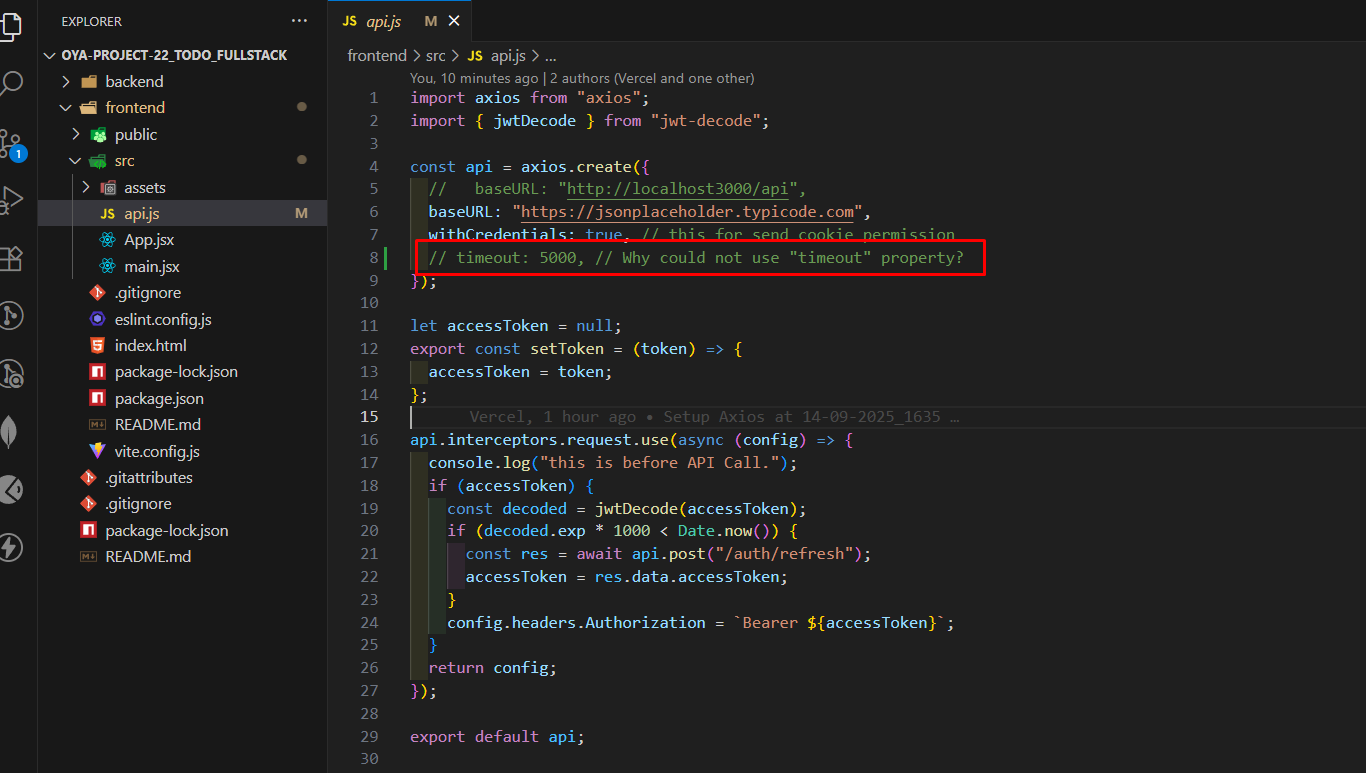 EXPLORER
OYA-PROJECT-22_TODO_FULLSTACK
backend
frontend
public
src
assets
JS api.js M
App.jsx
main.jsx
.gitignore
eslint.config.js
index.html
package-lock.json
package.json
README.md
vite.config.js
.gitattributes
.gitignore
package-lock.json
README.md
1
JS api.js M
frontend > src > JS api.js > ...
You, 10 minutes ago | 2 authors (Vercel and one other)
1 import axios from "axios";
2 import { jwtDecode } from "jwt-decode";
3
4 const api = axios.create({
5 //   baseURL: "http://localhost3000/api",
6 baseURL: "https://jsonplaceholder.typicode.com",
7 withCredentials: true, // this for send cookie permission
8 // timeout: 5000, // Why could not use "timeout" property?
9 });
10
11 let accessToken = null;
12 export const setToken = (token) => {
13 accessToken = token;
14 };
15 Vercel, 1 hour ago • Setup Axios at 14-09-2025_1635 …
16 api.interceptors.request.use(async (config) => {
17 console.log("this is before API Call.");
18 if (accessToken) {
19 const decoded = jwtDecode(accessToken);
20 if (decoded.exp * 1000 < Date.now()) {
21 const res = await api.post("/auth/refresh");
22 accessToken = res.data.accessToken;
23 }
24 config.headers.Authorization = `Bearer ${accessToken}`;
25 }
26 return config;
27 });
28
29 export default api;
30